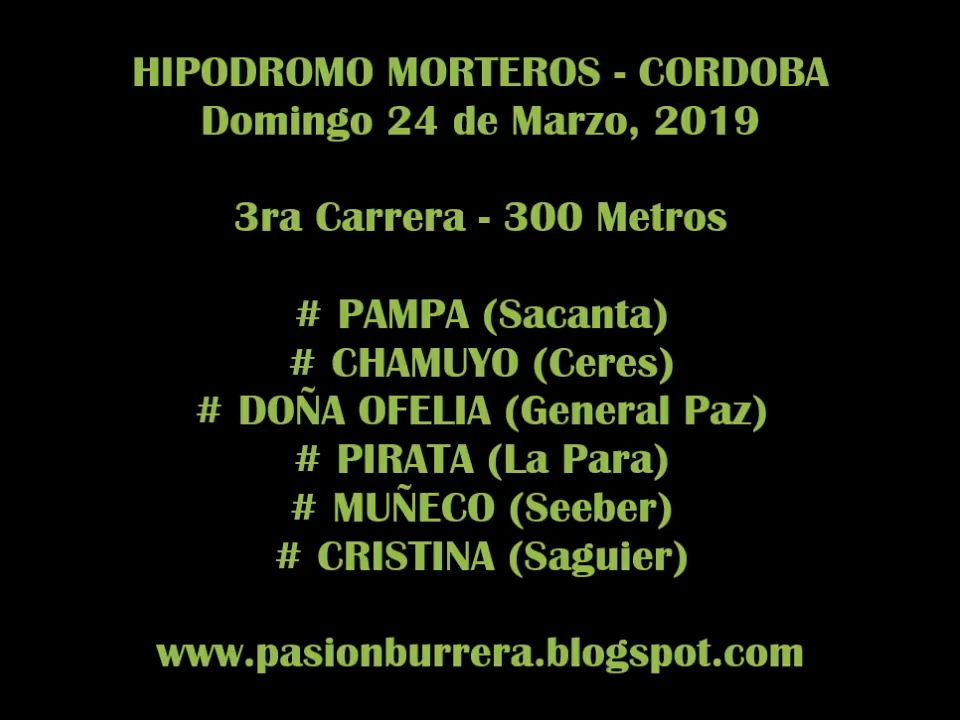 HIPODROMO MORTEROS - CORDOBA
Domingo 24 de Marzo, 2019
3ra Carrera - 300 Metros
# PAMPA (Sacanta)
# CHAMUYO (Ceres)
# DOÑA OFELIA (General Paz)
# PIRATA (La Para)
# MUÑECO (Seeber)
# CRISTINA (Saguier)
www.pasionburrera.blogspot.com